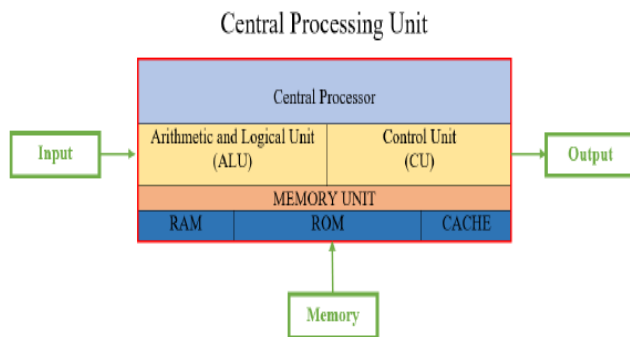 Central Processing Unit
Central Processor
Input
Arithmetic and Logical Unit
(ALU)
Control Unit
(CU)
Output
MEMORY UNIT
RAM
ROM
CACHE
Memory